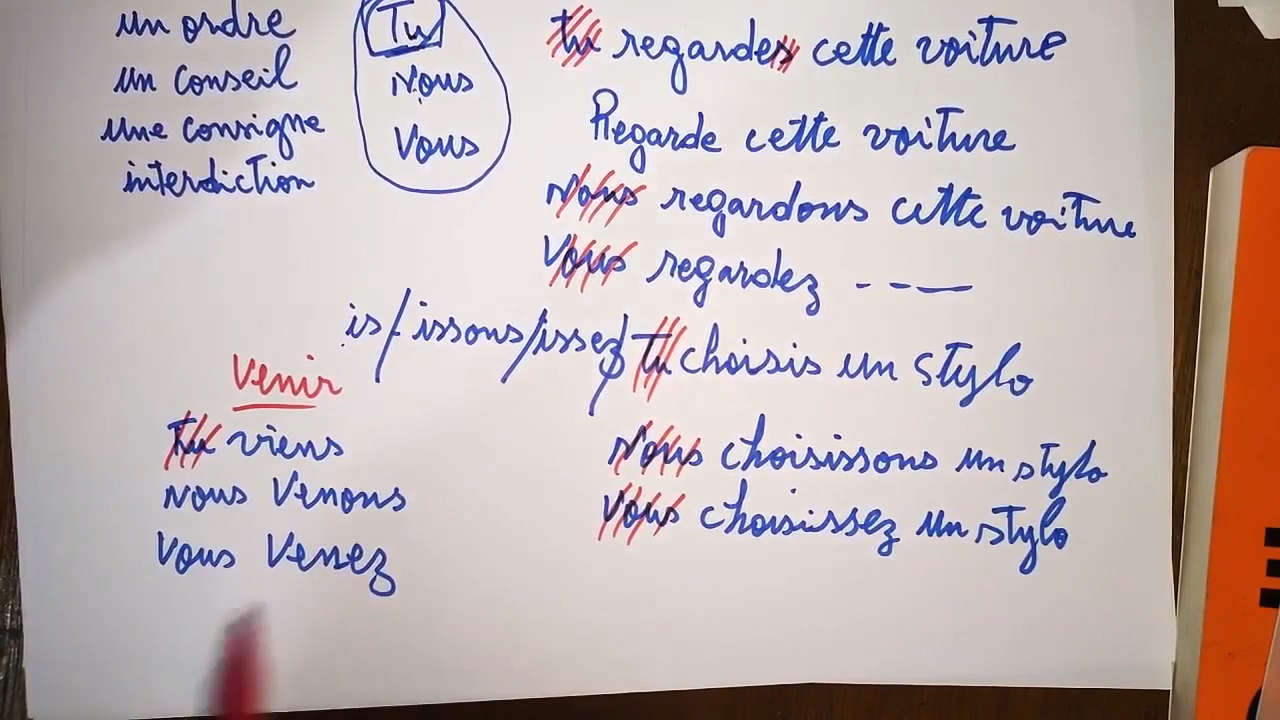 un ordre
un conseil
une consigne
interdiction
Tu
Nous
Vous
tu regardes cette voiture
Regarde cette voiture
Nous regardons cette voiture
Vous regardez - - —
is/issons/issez
tu choisis un stylo
Nous choisissons un stylo
Vous choisissez un stylo
Venir
Tu viens
Nous Venons
Vous Venez